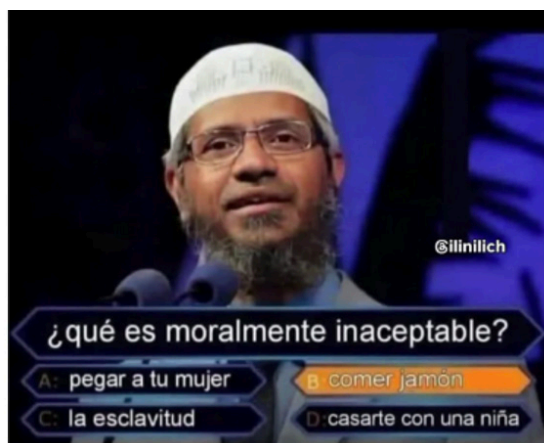 @ilinilich
¿qué es moralmente inaceptable?
A: pegar a tu mujer
B comer jamón
C: la esclavitud
D: casarte con una niña